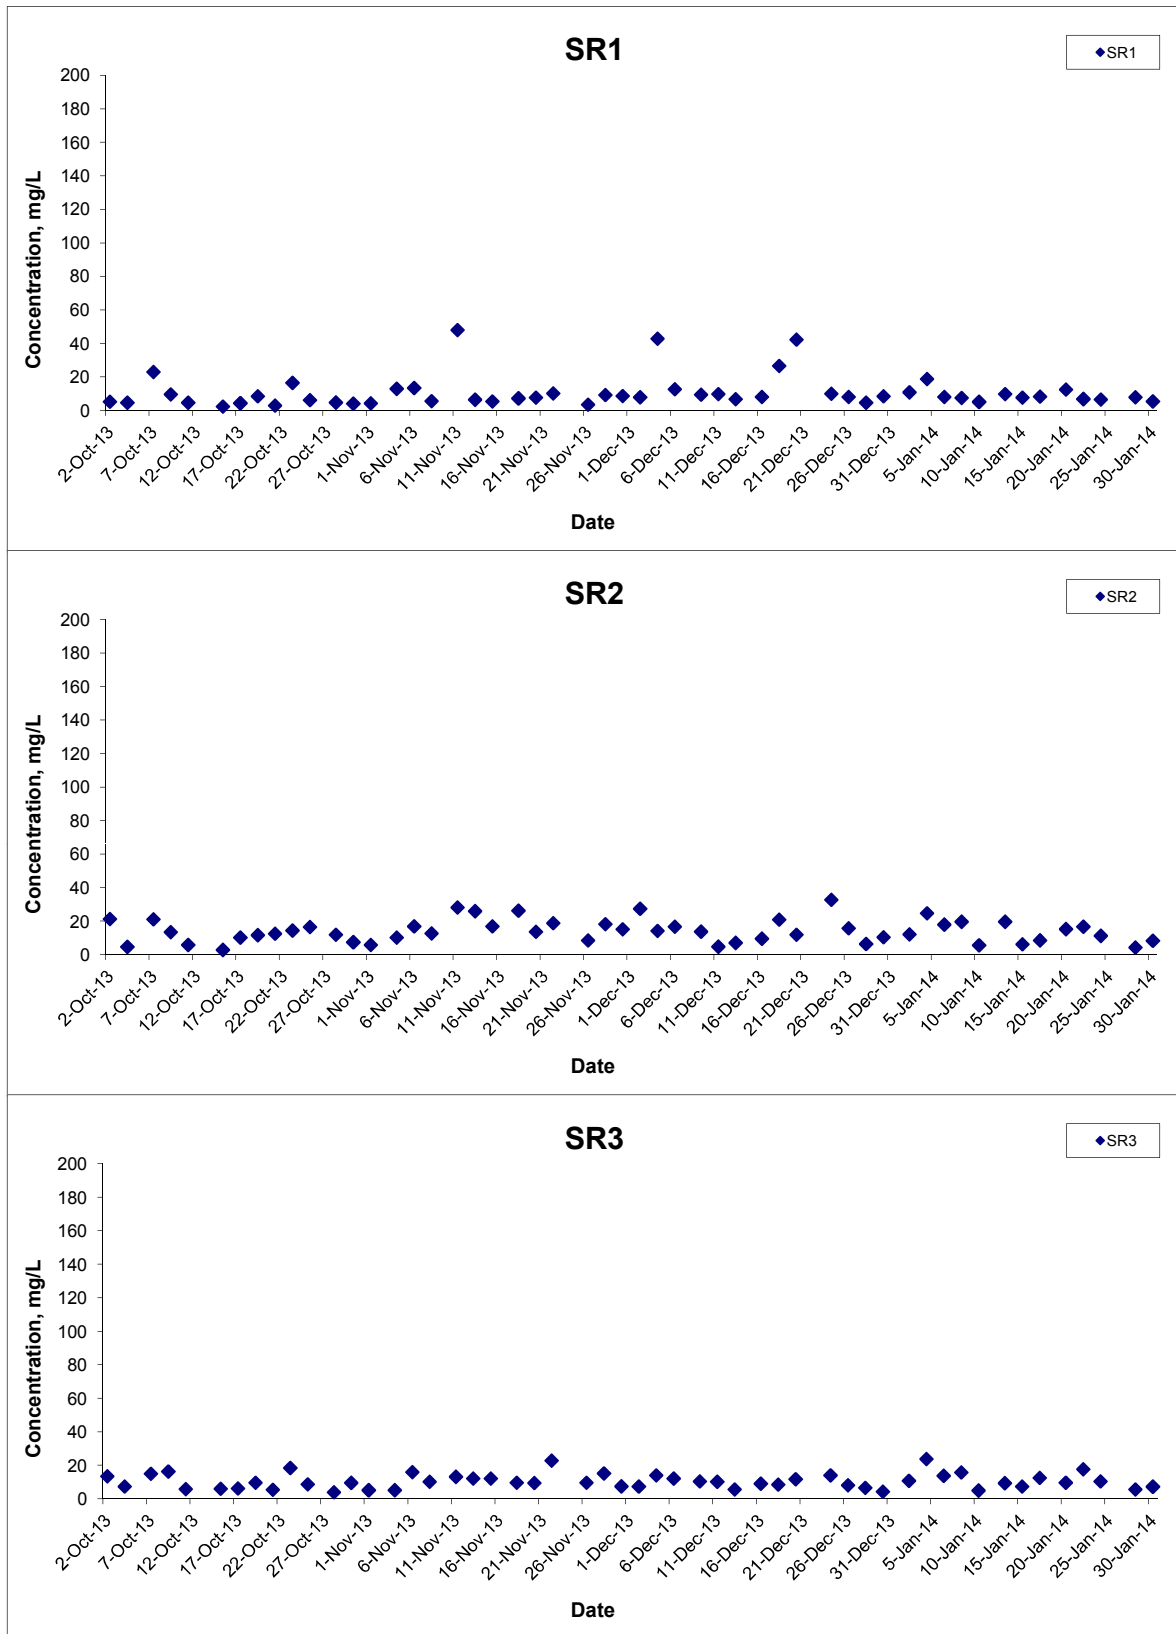 SR1
SR1
200
180
160
140
120
100
80
60
40
20
0
Concentration, mg/L
2-Oct-13
7-Oct-13
12-Oct-13
17-Oct-13
22-Oct-13
27-Oct-13
1-Nov-13
6-Nov-13
11-Nov-13
16-Nov-13
21-Nov-13
26-Nov-13
1-Dec-13
6-Dec-13
11-Dec-13
16-Dec-13
21-Dec-13
26-Dec-13
31-Dec-13
5-Jan-14
10-Jan-14
15-Jan-14
20-Jan-14
25-Jan-14
30-Jan-14
Date
SR2
SR2
200
180
160
140
120
100
80
60
40
20
0
Concentration, mg/L
2-Oct-13
7-Oct-13
12-Oct-13
17-Oct-13
22-Oct-13
27-Oct-13
1-Nov-13
6-Nov-13
11-Nov-13
16-Nov-13
21-Nov-13
26-Nov-13
1-Dec-13
6-Dec-13
11-Dec-13
16-Dec-13
21-Dec-13
26-Dec-13
31-Dec-13
5-Jan-14
10-Jan-14
15-Jan-14
20-Jan-14
25-Jan-14
30-Jan-14
Date
SR3
SR3
200
180
160
140
120
100
80
60
40
20
0
Concentration, mg/L
2-Oct-13
7-Oct-13
12-Oct-13
17-Oct-13
22-Oct-13
27-Oct-13
1-Nov-13
6-Nov-13
11-Nov-13
16-Nov-13
21-Nov-13
26-Nov-13
1-Dec-13
6-Dec-13
11-Dec-13
16-Dec-13
21-Dec-13
26-Dec-13
31-Dec-13
5-Jan-14
10-Jan-14
15-Jan-14
20-Jan-14
25-Jan-14
30-Jan-14
Date